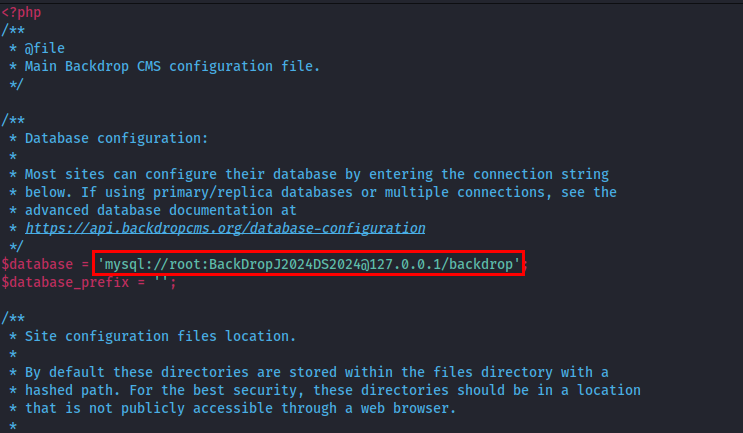 <?php
/**
 * @file
 * Main Backdrop CMS configuration file.
 */

/**
 * Database configuration:
 *
 * Most sites can configure their database by entering the connection string
 * below. If using primary/replica databases or multiple connections, see the
 * advanced database documentation at
 * https://api.backdropcms.org/database-configuration
 */
$database = 'mysql://root:BackDropJ2024DS2024@127.0.0.1/backdrop';
$database_prefix = '';

/**
 * Site configuration files location.
 *
 * By default these directories are stored within the files directory with a
 * hashed path. For the best security, these directories should be in a location
 * that is not publicly accessible through a web browser.
 *